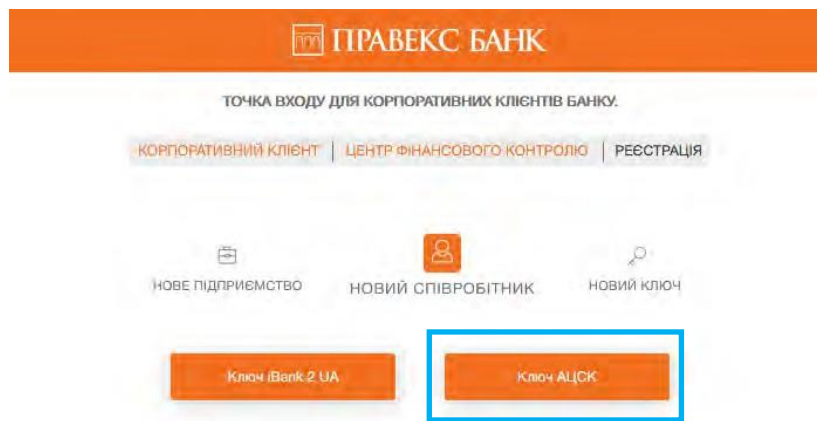 ПРАВЕКС БАНК
ТОЧКА ВХОДУ ДЛЯ КОРПОРАТИВНИХ КЛІЄНТІВ БАНКУ.
КОРПОРАТИВНИЙ КЛІЄНТ | ЦЕНТР ФІНАНСОВОГО КОНТРОЛЮ | РЕЄСТРАЦІЯ
НОВЕ ПІДПРИЄМСТВО НОВИЙ СПІВРОБІТНИК НОВИЙ КЛЮЧ
Ключ iBank 2 UA Ключ АЦСК